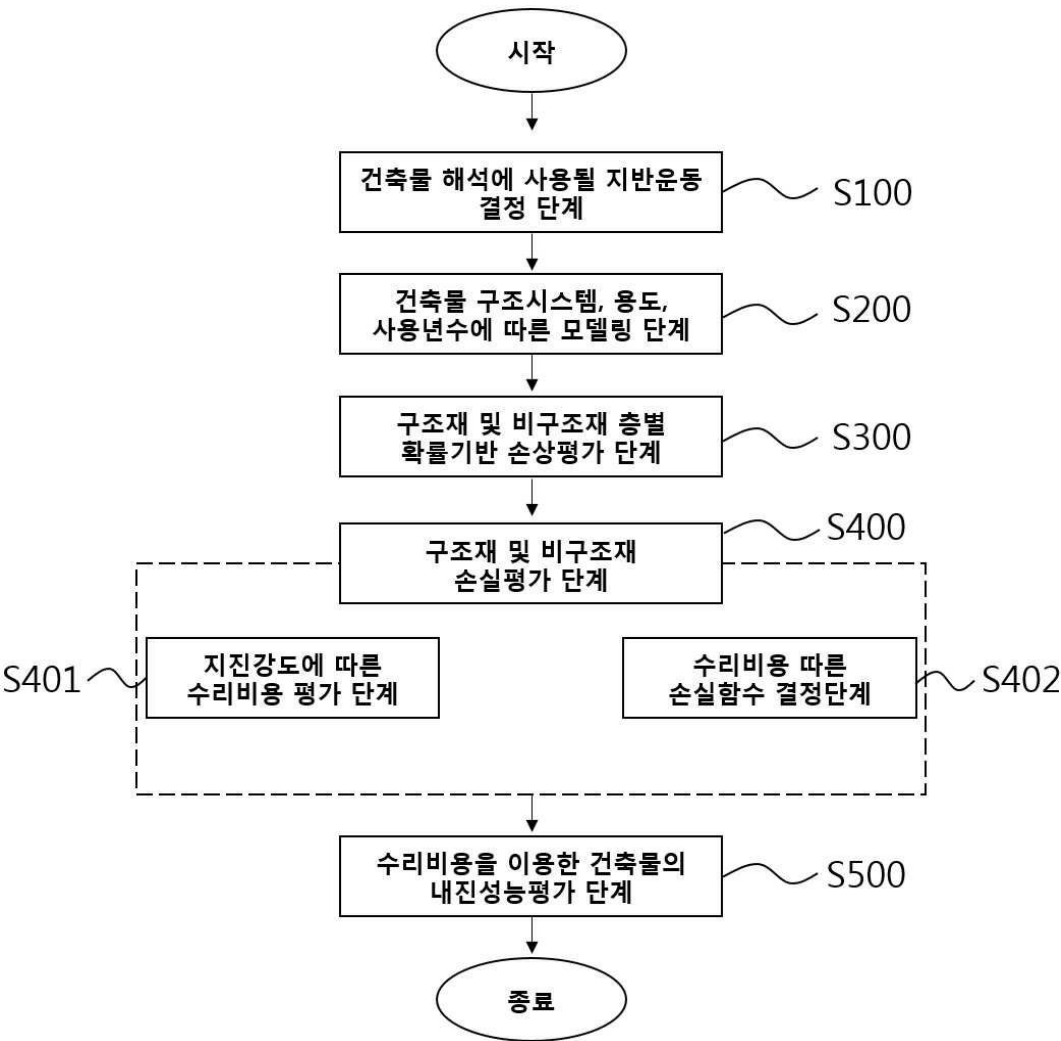 시작
건축물 해석에 사용될 지반운동
결정 단계
S100
건축물 구조시스템, 용도,
사용년수에 따른 모델링 단계
S200
구조재 및 비구조재 층별
확률기반 손상평가 단계
S300
구조재 및 비구조재
손실평가 단계
S400
S401
지진강도에 따른
수리비용 평가 단계
수리비용 따른
손실함수 결정단계
S402
수리비용을 이용한 건축물의
내진성능평가 단계
S500
종료